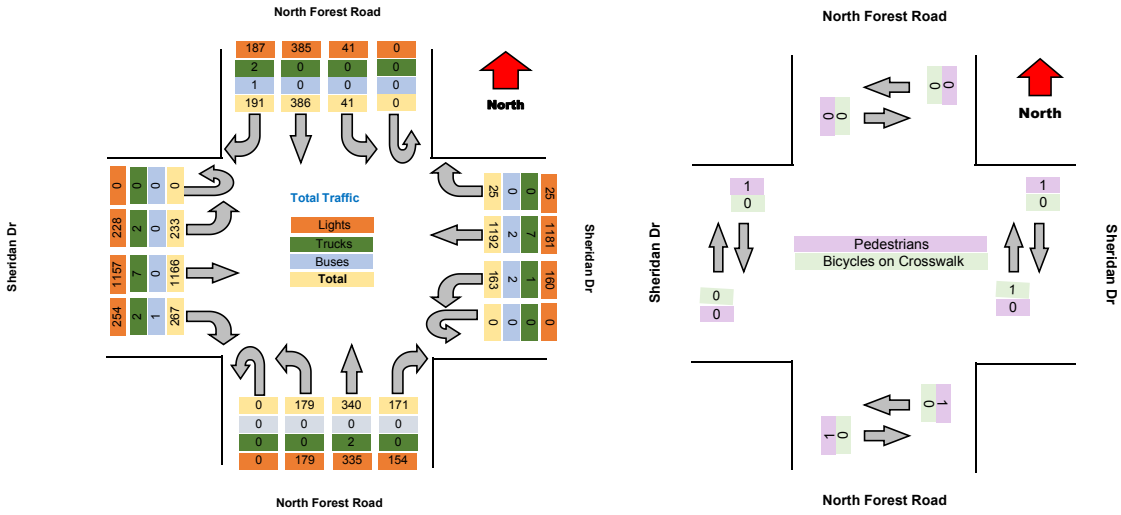 North Forest Road
187 385 41 0
2 0 0 0
1 0 0 0
191 386 41 0
North
Sheridan Dr
0 0 0 0
228 2 0 233
1157 7 0 1166
254 2 1 267
Total Traffic
Lights
Trucks
Buses
Total
25 0 0 25
1192 2 7 1181
163 2 1 160
0 0 0 0
Sheridan Dr
0 179 340 171
0 0 0 0
0 0 2 0
0 179 335 154
North Forest Road
North Forest Road
0 0
0 0
North
1
0
1
0
Sheridan Dr
Pedestrians
Bicycles on Crosswalk
Sheridan Dr
0
0
1
0
0 1
1 0
North Forest Road